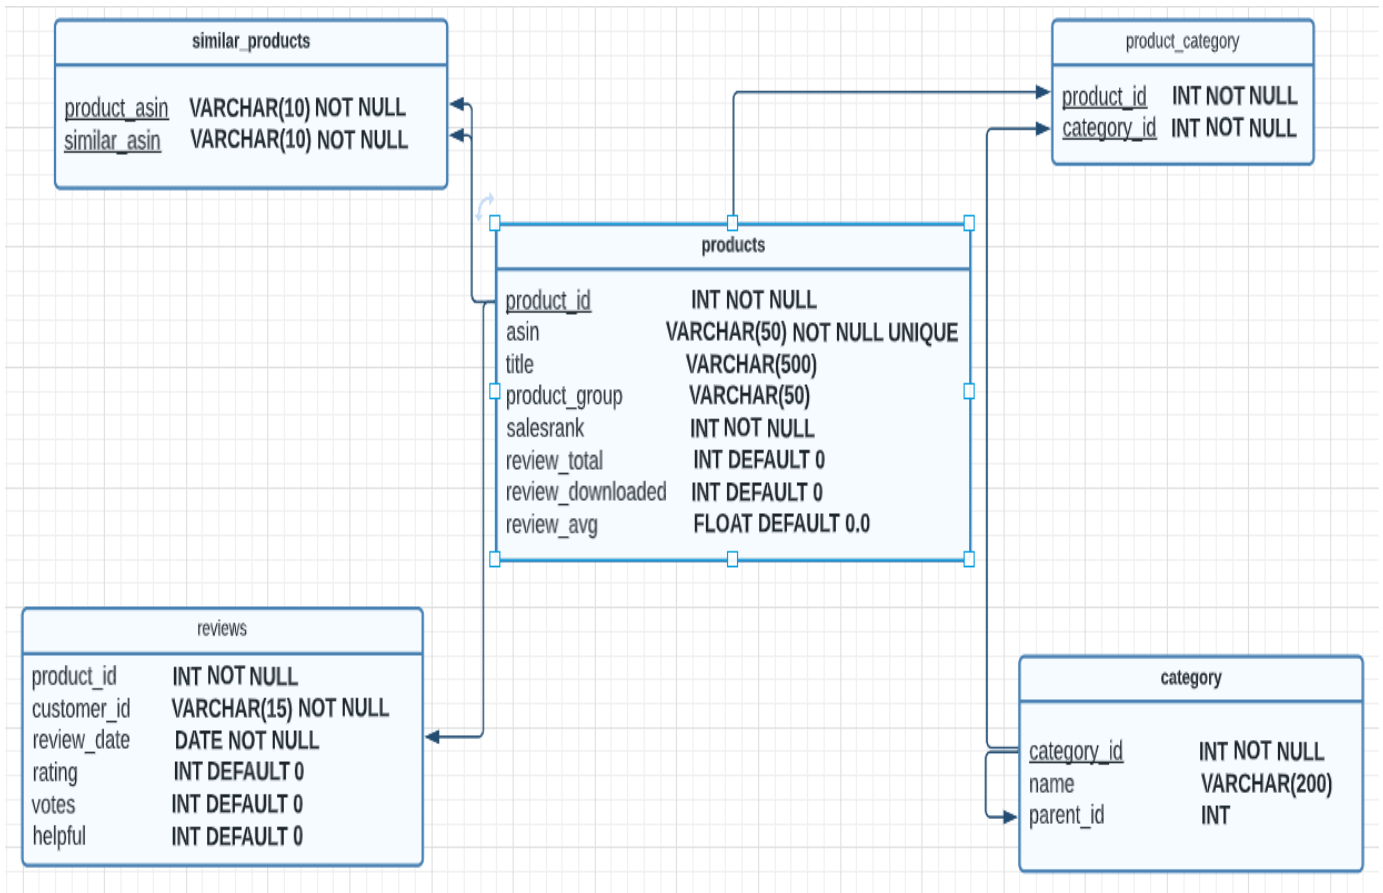 similar_products
product_asin VARCHAR(10) NOT NULL
similar_asin VARCHAR(10) NOT NULL
product_category
product_id INT NOT NULL
category_id INT NOT NULL
products
product_id INT NOT NULL
asin VARCHAR(50) NOT NULL UNIQUE
title VARCHAR(500)
product_group VARCHAR(50)
salesrank INT NOT NULL
review_total INT DEFAULT 0
review_downloaded INT DEFAULT 0
review_avg FLOAT DEFAULT 0.0
reviews
product_id INT NOT NULL
customer_id VARCHAR(15) NOT NULL
review_date DATE NOT NULL
rating INT DEFAULT 0
votes INT DEFAULT 0
helpful INT DEFAULT 0
category
category_id INT NOT NULL
name VARCHAR(200)
parent_id INT